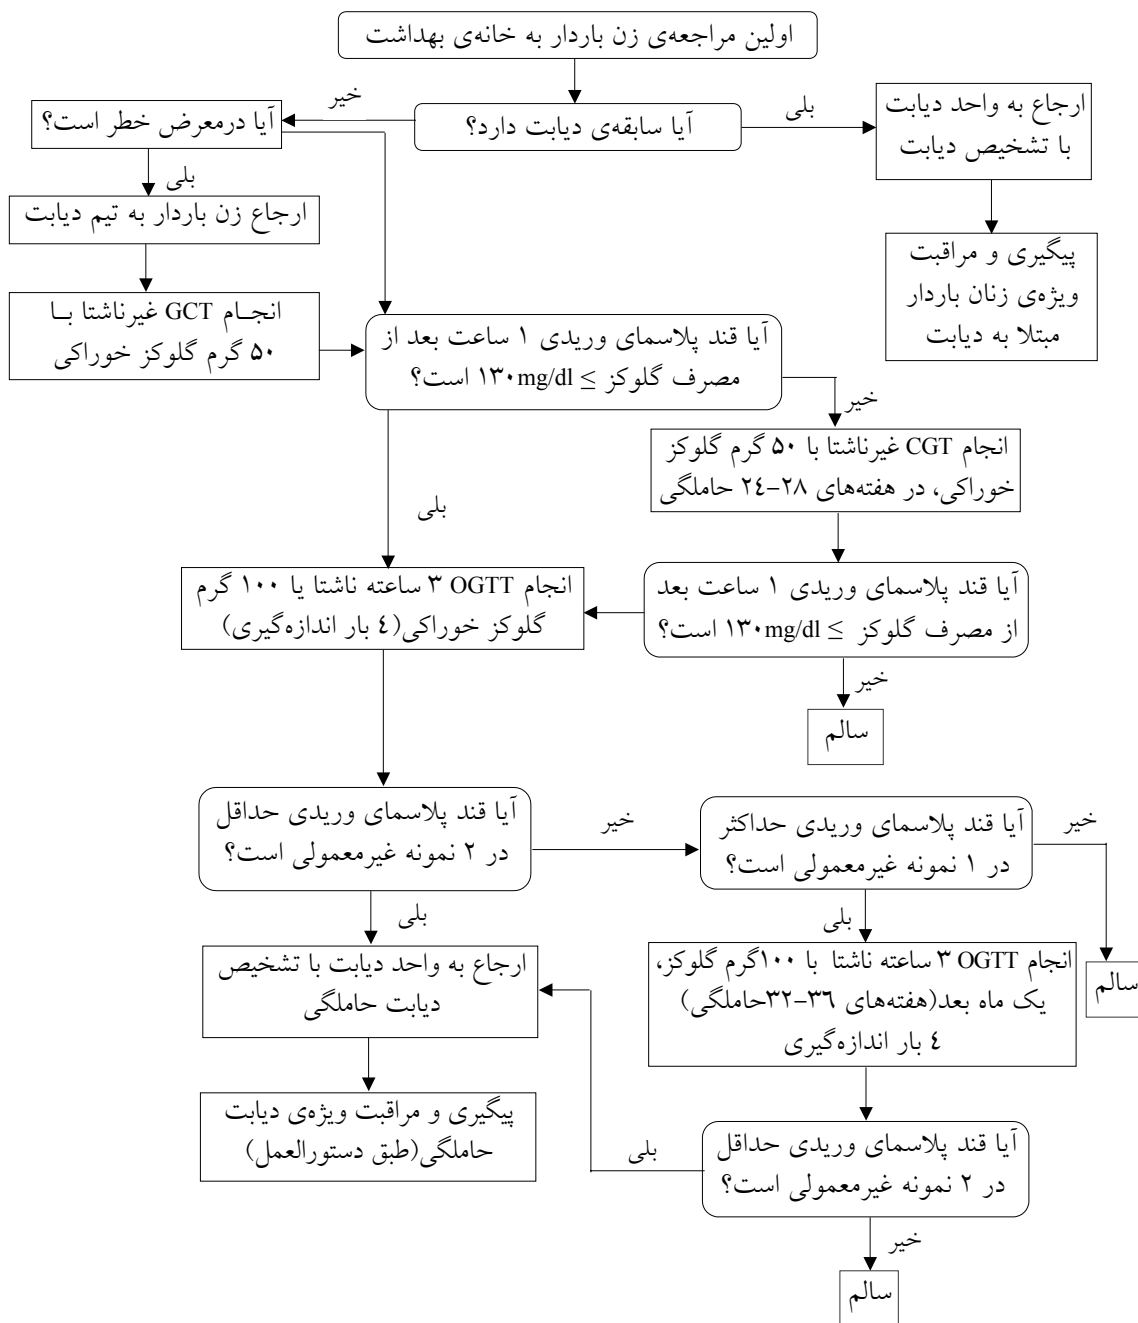 اولین مراجعه‌ی زن باردار به خانه‌ی بهداشت
آیا سابقه‌ی دیابت دارد؟
بلی
ارجاع به واحد دیابت
با تشخیص دیابت
پیگیری و مراقبت
ویژه‌ی زنان باردار
مبتلا به دیابت
خیر
آیا درمعرض خطر است؟
بلی
ارجاع زن باردار به تیم دیابت
انجـام GCT غیرناشتا بـا
۵۰ گرم گلوکز خوراکی
آیا قند پلاسمای وریدی ۱ ساعت بعد از
مصرف گلوکز ≥ ۱۳۰mg/dl است؟
خیر
انجام CGT غیرناشتا با ۵۰ گرم گلوکز
خوراکی، در هفته‌های ۲۸-۲٤ حاملگی
بلی
آیا قند پلاسمای وریدی ۱ ساعت بعد
از مصرف گلوکز ≥ ۱۳۰mg/dl است؟
انجام OGTT ۳ ساعته ناشتا یا ۱۰۰ گرم
گلوکز خوراکی(٤ بار اندازه‌گیری)
خیر
سالم
آیا قند پلاسمای وریدی حداقل
در ۲ نمونه غیرمعمولی است؟
خیر
آیا قند پلاسمای وریدی حداکثر
در ۱ نمونه غیرمعمولی است؟
خیر
سالم
بلی
ارجاع به واحد دیابت با تشخیص
دیابت حاملگی
بلی
انجام OGTT ۳ ساعته ناشتا با ۱۰۰گرم گلوکز،
یک ماه بعد(هفته‌های ۳٦-۳۲حاملگی)
٤ بار اندازه‌گیری
پیگیری و مراقبت ویژه‌ی دیابت
حاملگی(طبق دستورالعمل)
بلی
آیا قند پلاسمای وریدی حداقل
در ۲ نمونه غیرمعمولی است؟
خیر
سالم